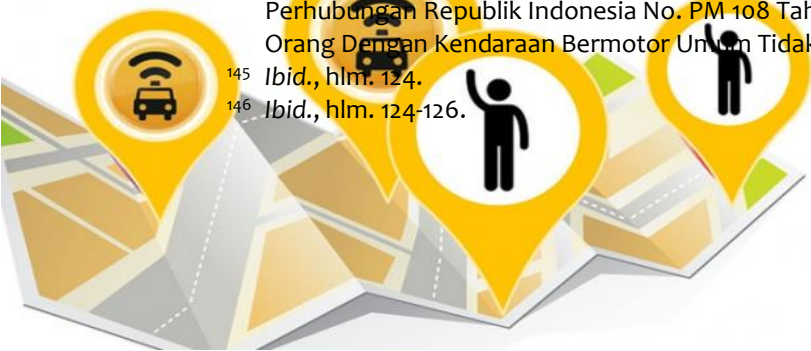 Perhubungan Republik Indonesia No. PM 108 Tah
Orang Dengan Kendaraan Bermotor Umum Tidak
145 Ibid., hlm. 124.
146 Ibid., hlm. 124-126.